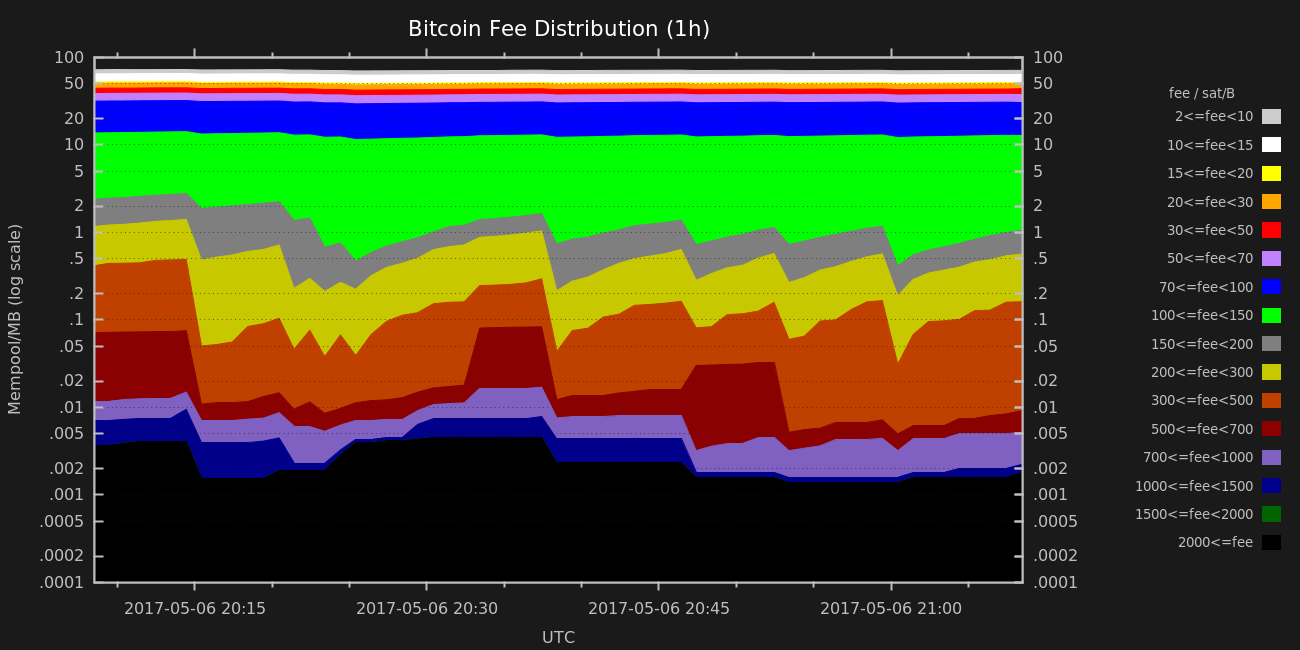 Bitcoin Fee Distribution (1h)
Mempool/MB (log scale)
100
50
20
10
5
2
1
.5
.2
.1
.05
.02
.01
.005
.002
.001
.0005
.0002
.0001
100
50
20
10
5
2
1
.5
.2
.1
.05
.02
.01
.005
.002
.001
.0005
.0002
.0001
2017-05-06 20:15 2017-05-06 20:30 2017-05-06 20:45 2017-05-06 21:00
UTC
fee / sat/B
2<=fee<10
10<=fee<15
15<=fee<20
20<=fee<30
30<=fee<50
50<=fee<70
70<=fee<100
100<=fee<150
150<=fee<200
200<=fee<300
300<=fee<500
500<=fee<700
700<=fee<1000
1000<=fee<1500
1500<=fee<2000
2000<=fee